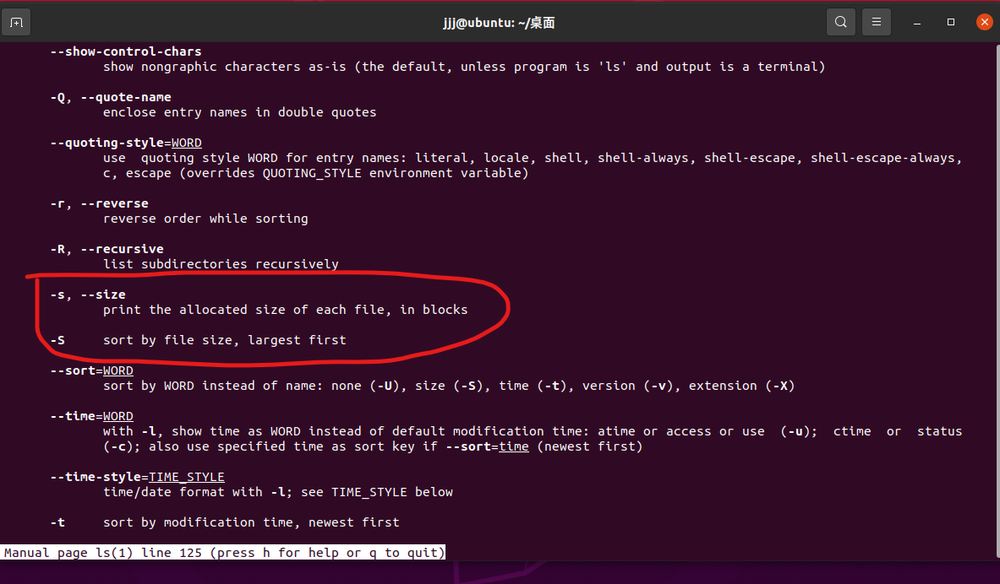 jjj@ubuntu: ~/桌面
--show-control-chars
show nongraphic characters as-is (the default, unless program is 'ls' and output is a terminal)
-Q, --quote-name
enclose entry names in double quotes
--quoting-style=WORD
use  quoting style WORD for entry names: literal, locale, shell, shell-always, shell-escape, shell-escape-always,
c, escape (overrides QUOTING_STYLE environment variable)
-r, --reverse
reverse order while sorting
-R, --recursive
list subdirectories recursively
-s, --size
print the allocated size of each file, in blocks
-S     sort by file size, largest first
--sort=WORD
sort by WORD instead of name: none (-U), size (-S), time (-t), version (-v), extension (-X)
--time=WORD
with -l, show time as WORD instead of default modification time: atime or access or use  (-u);  ctime  or  status
(-c); also use specified time as sort key if --sort=time (newest first)
--time-style=TIME_STYLE
time/date format with -l; see TIME_STYLE below
-t     sort by modification time, newest first
Manual page ls(1) line 125 (press h for help or q to quit)